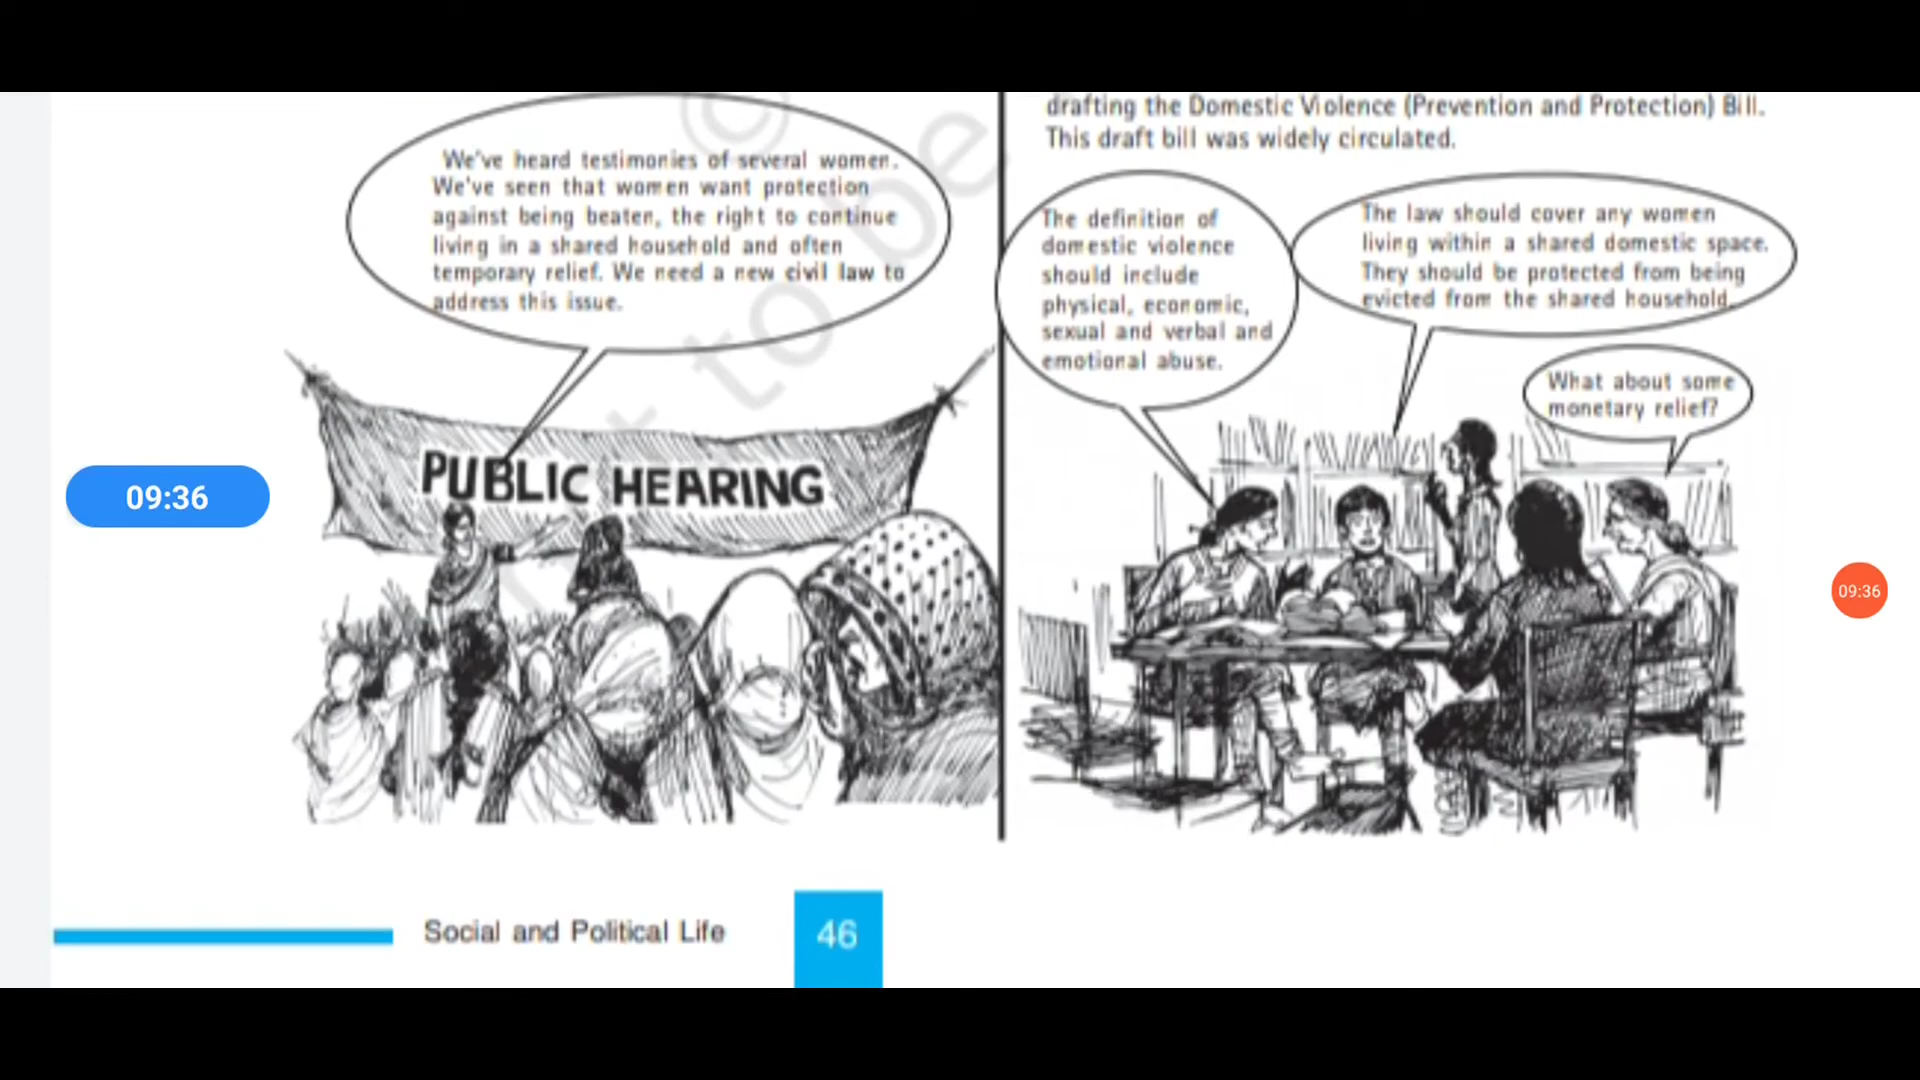 We've heard testimonies of several women.
We've seen that women want protection
against being beaten, the right to continue
living in a shared household and often
temporary relief. We need a new civil law to
address this issue.
PUBLIC HEARING
drafting the Domestic Violence (Prevention and Protection) Bill.
This draft bill was widely circulated.
The definition of
domestic violence
should include
physical, economic,
sexual and verbal and
emotional abuse.
The law should cover any women
living within a shared domestic space.
They should be protected from being
evicted from the shared household.
What about some
monetary relief?
09:36
09:36
Social and Political Life
46
© 
t to be